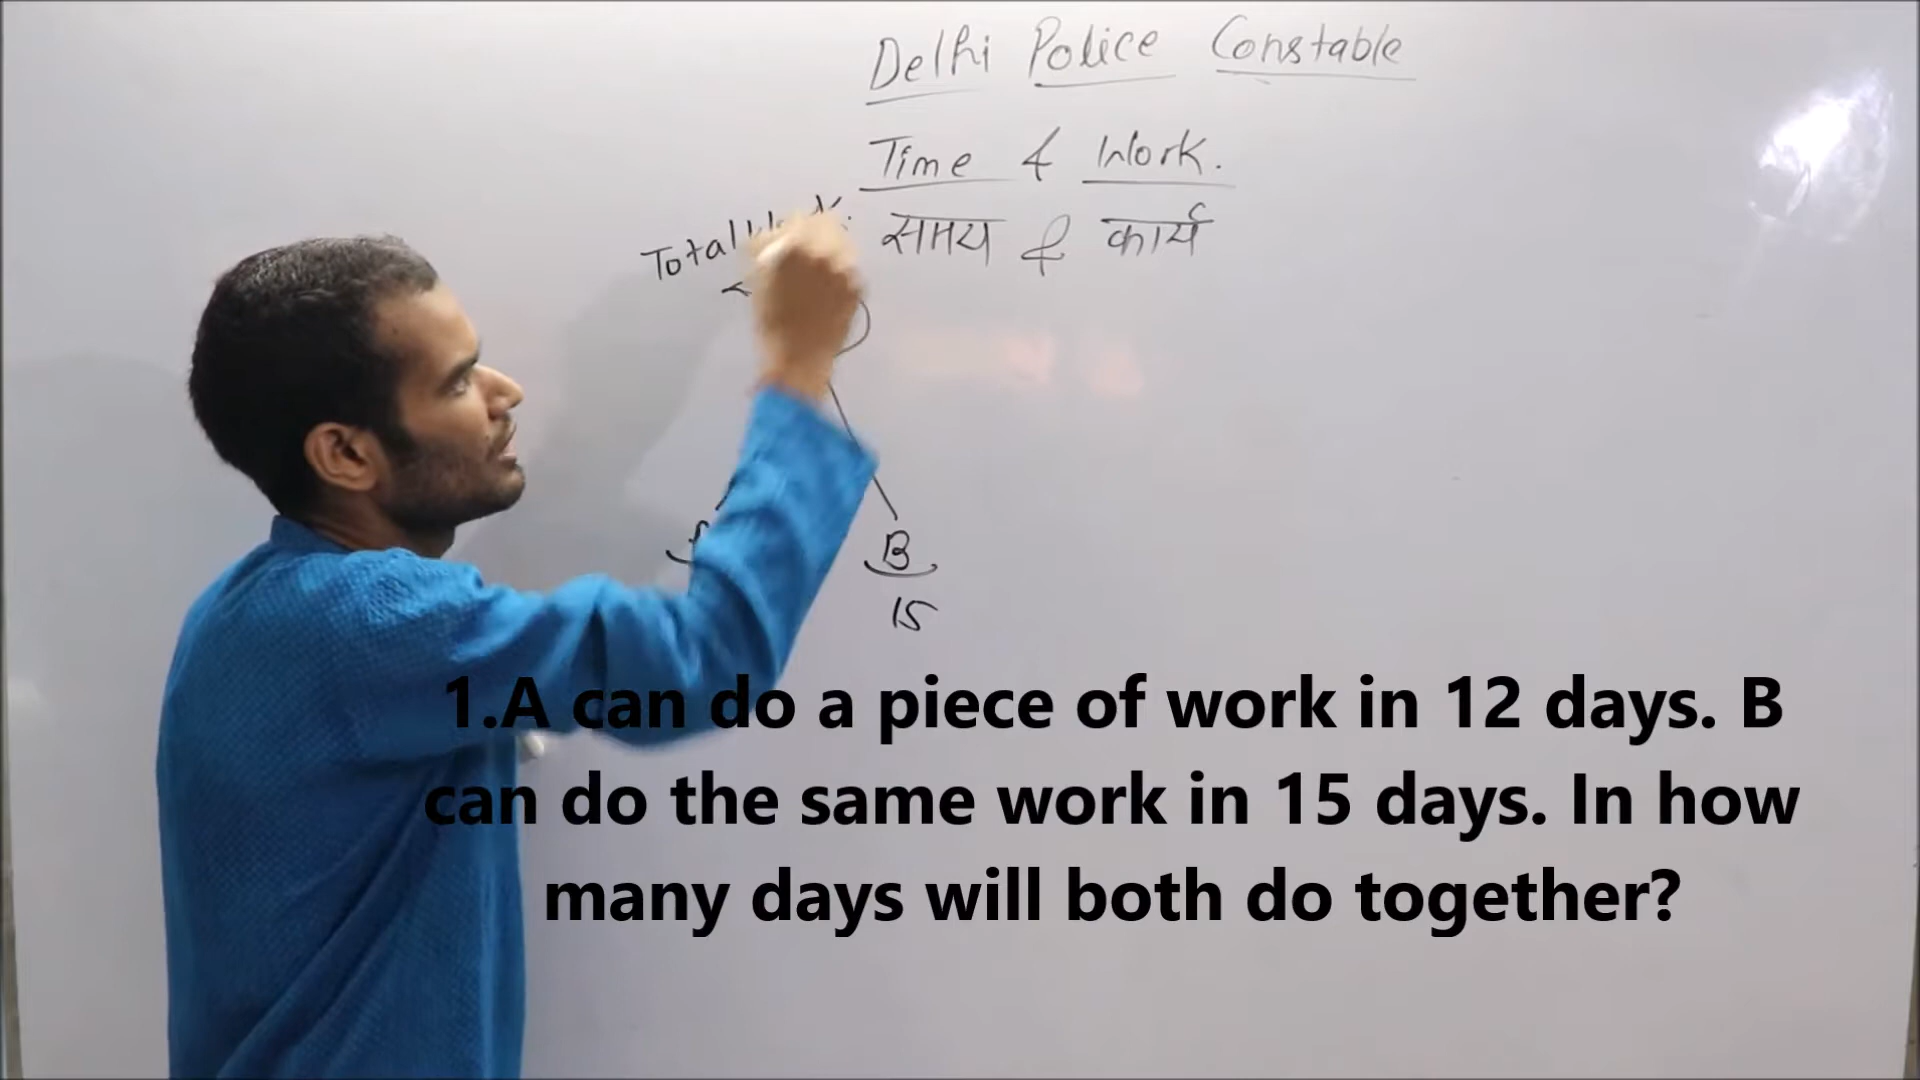 Delhi Police Constable
Time & Work.
समय & कार्य
Total
B
15
1.A can do a piece of work in 12 days. B
can do the same work in 15 days. In how
many days will both do together?